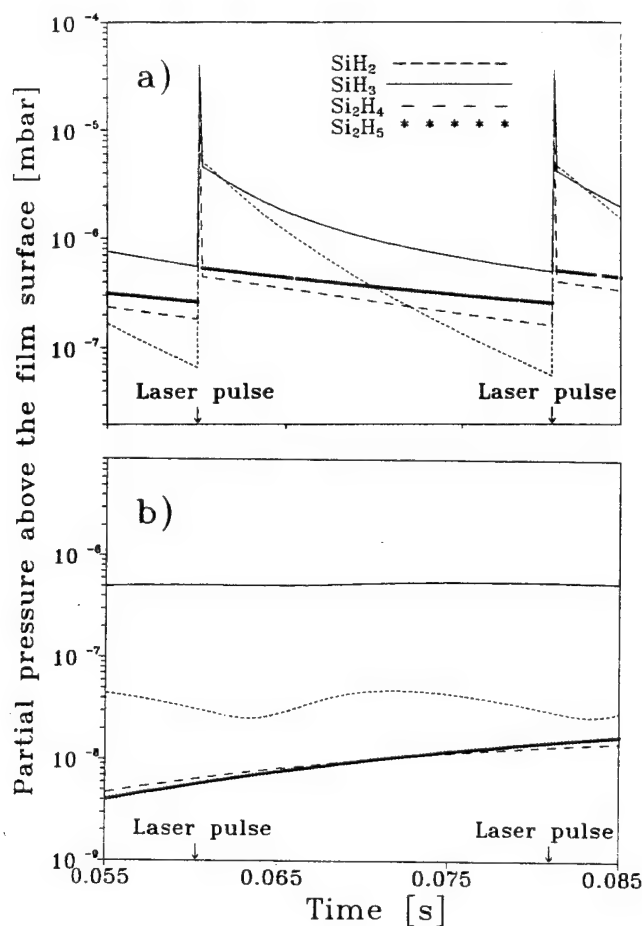 Partial pressure above the film surface [mbar]
a)
SiH₂
SiH₃
Si₂H₄
Si₂H₅ * * * * *
10⁻⁴
10⁻⁵
10⁻⁶
10⁻⁷
Laser pulse
Laser pulse
b)
10⁻⁶
10⁻⁷
10⁻⁸
10⁻⁹
Laser pulse
Laser pulse
0.055
0.065
0.075
0.085
Time [s]